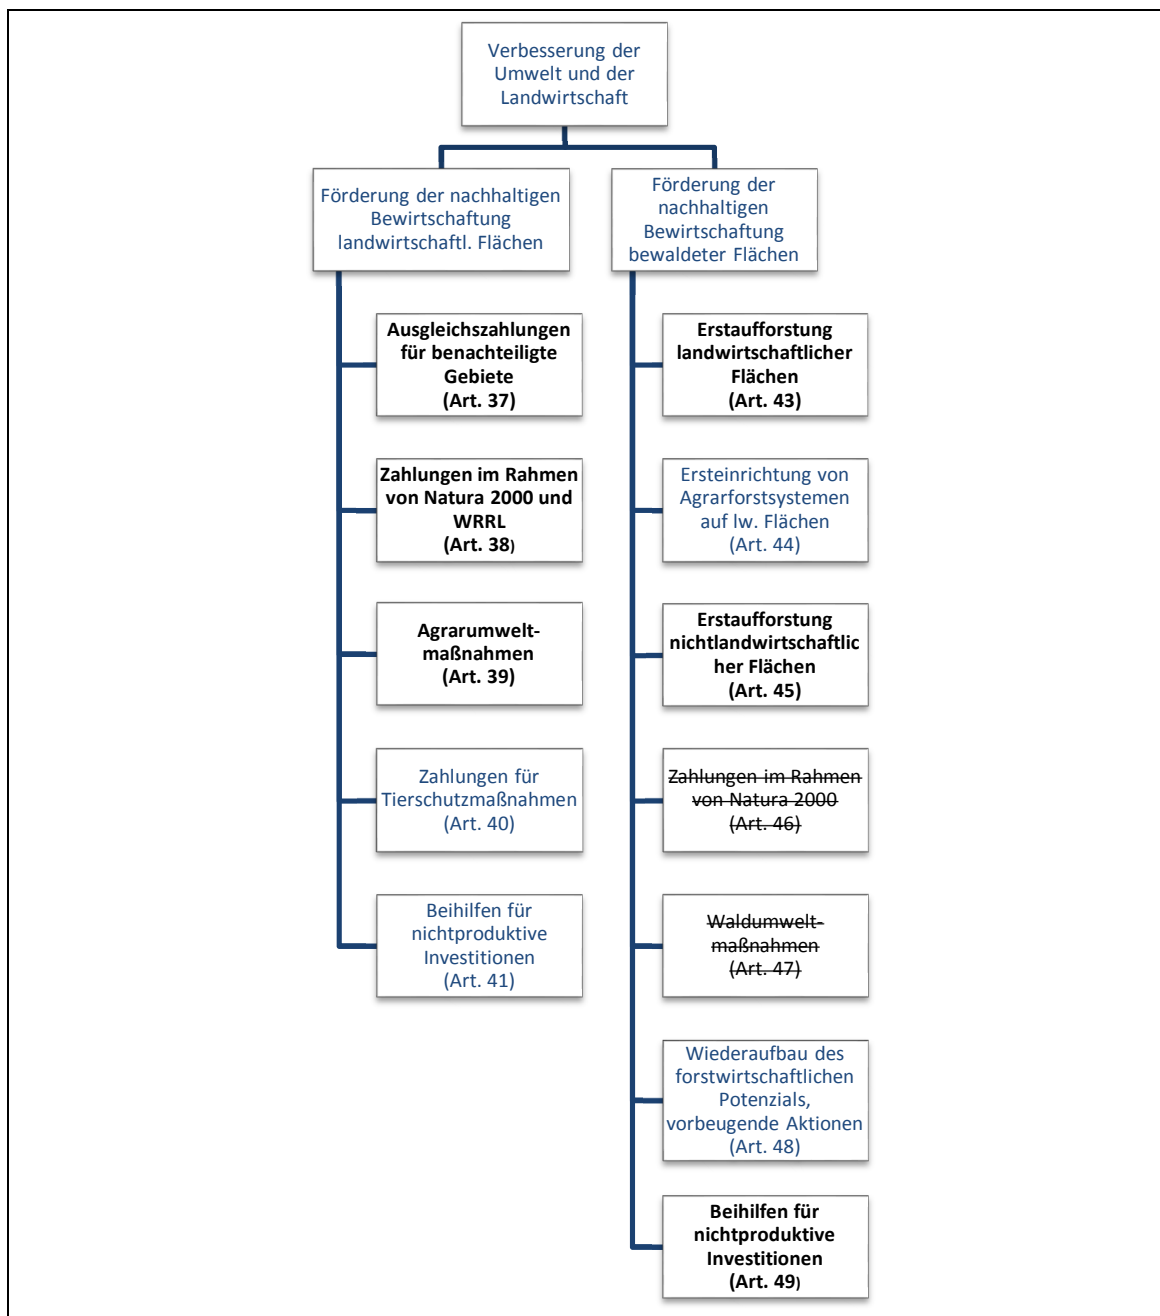 Verbesserung der
Umwelt und der
Landwirtschaft
Förderung der nachhaltigen
Bewirtschaftung
landwirtschaftl. Flächen
Ausgleichszahlungen
für benachteiligte
Gebiete
(Art. 37)
Zahlungen im Rahmen
von Natura 2000 und
WRRL
(Art. 38)
Agrarumwelt-
maßnahmen
(Art. 39)
Zahlungen für
Tierschutzmaßnahmen
(Art. 40)
Beihilfen für
nichtproduktive
Investitionen
(Art. 41)
Förderung der
nachhaltigen
Bewirtschaftung
bewaldeter Flächen
Erstaufforstung
landwirtschaftlicher
Flächen
(Art. 43)
Ersteinrichtung von
Agrarforstsystemen
auf lw. Flächen
(Art. 44)
Erstaufforstung
nichtlandwirtschaftlic
her Flächen
(Art. 45)
Zahlungen im Rahmen
von Natura 2000
(Art. 46)
Waldumwelt-
maßnahmen
(Art. 47)
Wiederaufbau des
forstwirtschaftlichen
Potenzials,
vorbeugende Aktionen
(Art. 48)
Beihilfen für
nichtproduktive
Investitionen
(Art. 49)